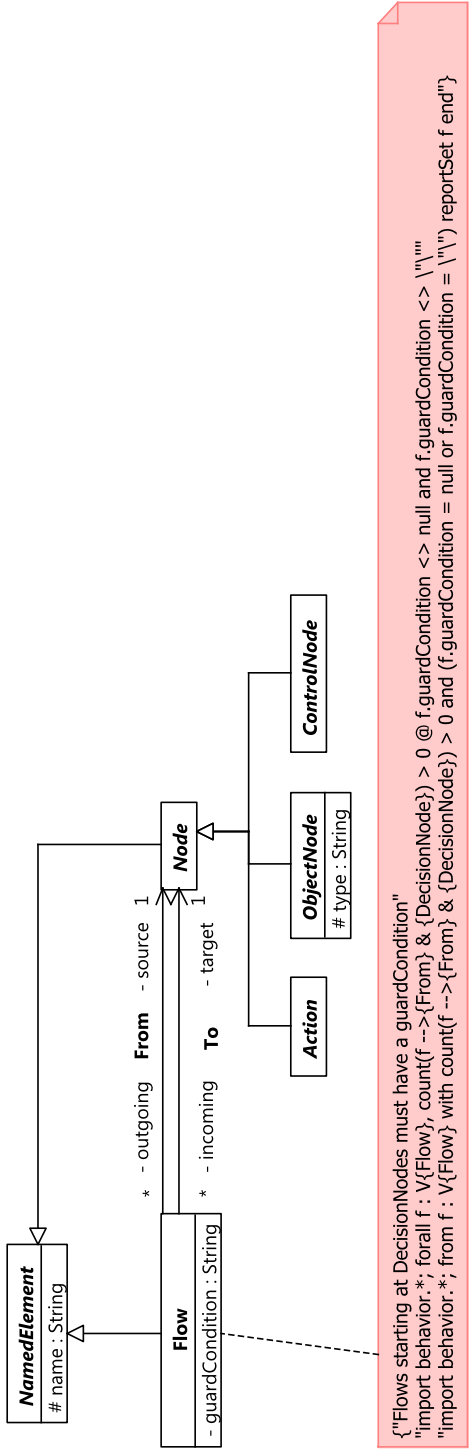 NamedElement
# name : String
Flow
- guardCondition : String
* - outgoing From - source 1
* - incoming To - target 1
Node
Action
ObjectNode
# type : String
ControlNode
{"Flows starting at DecisionNodes must have a guardCondition"
"import behavior.*; forall f : V{Flow}, count(f -->{From} & {DecisionNode}) > 0 @ f.guardCondition <> null and f.guardCondition <> \"\""
"import behavior.*; from f : V{Flow} with count(f -->{From} & {DecisionNode}) > 0 and (f.guardCondition = null or f.guardCondition = \"\") reportSet f end"}